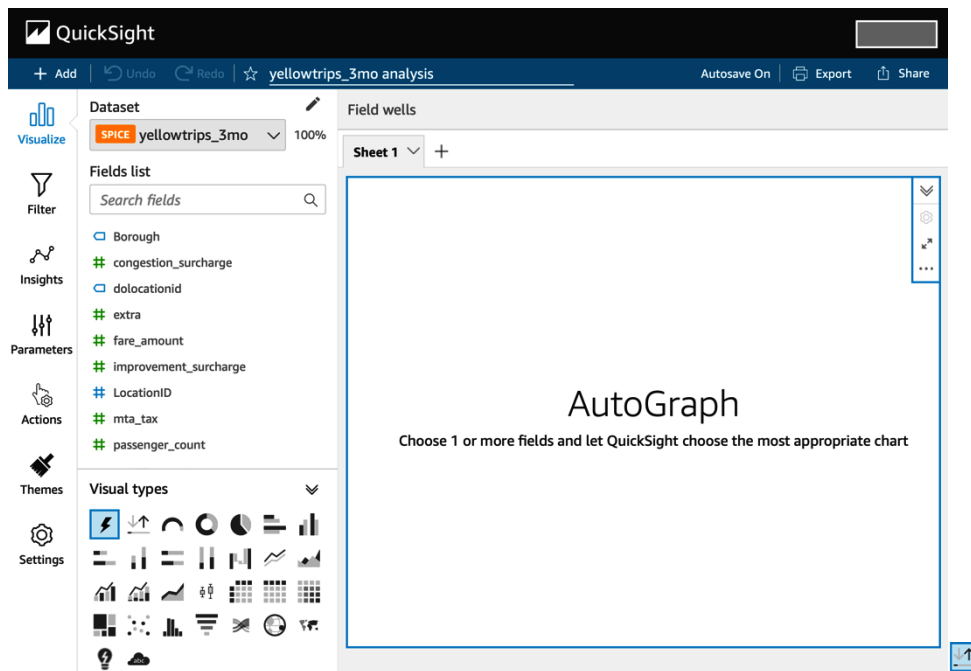 QuickSight
+ Add Undo Redo yellowtrips_3mo analysis Autosave On Export Share
Visualize
Filter
Insights
Parameters
Actions
Themes
Settings
Dataset
SPICE yellowtrips_3mo 100%
Fields list
Search fields
Borough
# congestion_surcharge
dolocationid
# extra
# fare_amount
# improvement_surcharge
# LocationID
# mta_tax
# passenger_count
Visual types
abc
Field wells
Sheet 1 +
AutoGraph
Choose 1 or more fields and let QuickSight choose the most appropriate chart